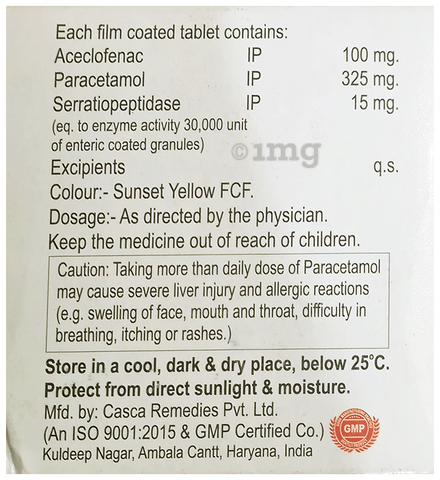 Each film coated tablet contains:
Aceclofenac IP 100 mg.
Paracetamol IP 325 mg.
Serratiopeptidase IP 15 mg.
(eq. to enzyme activity 30,000 unit
of enteric coated granules)
©1mg
Excipients q.s.
Colour:- Sunset Yellow FCF.
Dosage:- As directed by the physician.
Keep the medicine out of reach of children.
Caution: Taking more than daily dose of Paracetamol
may cause severe liver injury and allergic reactions
(e.g. swelling of face, mouth and throat, difficulty in
breathing, itching or rashes.)
Store in a cool, dark & dry place, below 25°C.
Protect from direct sunlight & moisture.
Mfd. by: Casca Remedies Pvt. Ltd.
(An ISO 9001:2015 & GMP Certified Co.)
GMP
Kuldeep Nagar, Ambala Cantt, Haryana, India